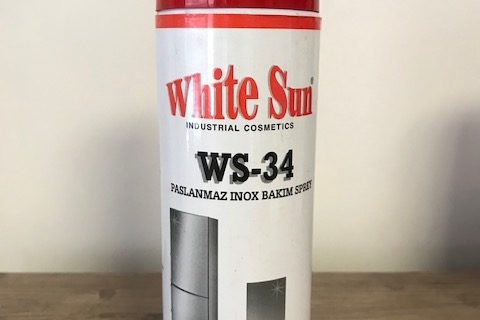 White Sun®
INDUSTRIAL COSMETICS
WS-34
PASLANMAZ INOX BAKIM SPREY